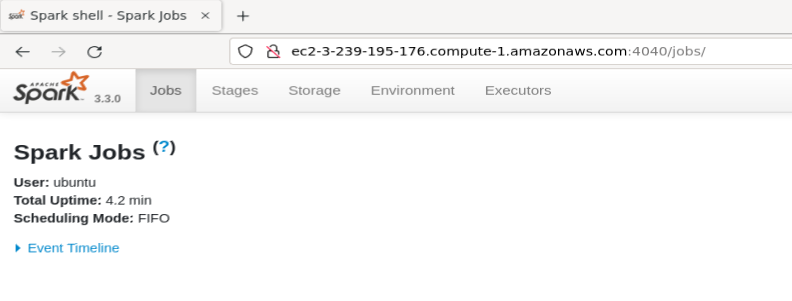 Spark shell - Spark Jobs
ec2-3-239-195-176.compute-1.amazonaws.com:4040/jobs/
APACHE Spark 3.3.0 Jobs Stages Storage Environment Executors
Spark Jobs (?)
User: ubuntu
Total Uptime: 4.2 min
Scheduling Mode: FIFO
Event Timeline